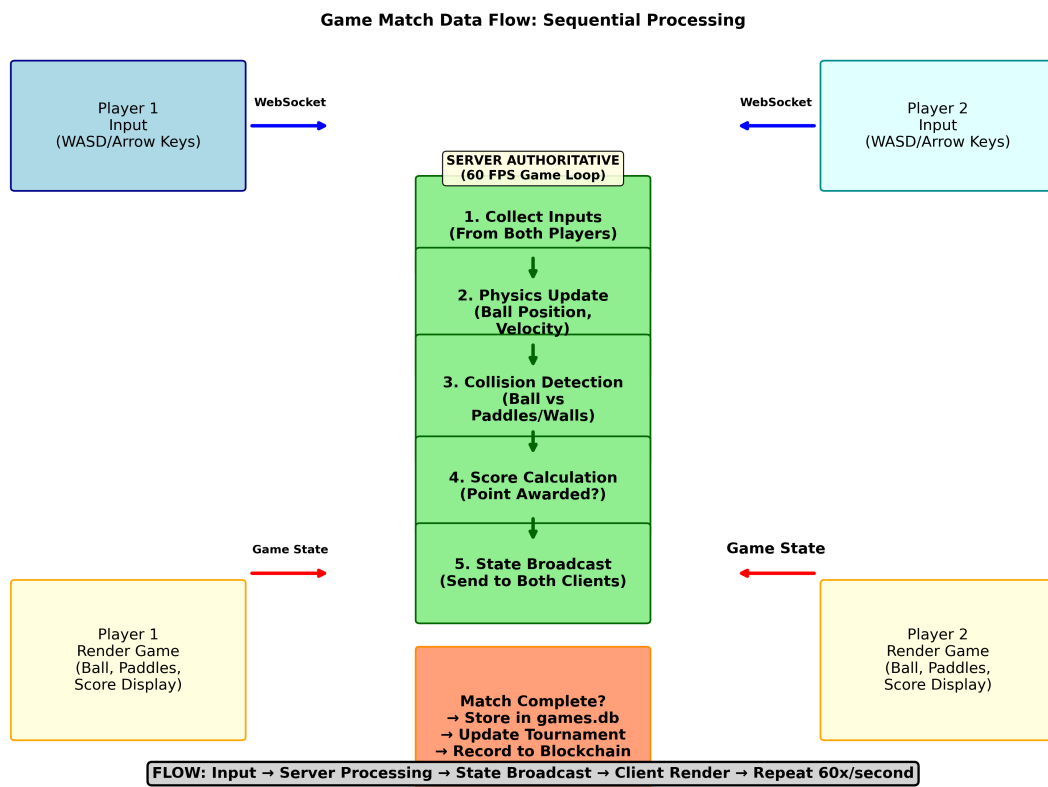 Game Match Data Flow: Sequential Processing
Player 1
Input
(WASD/Arrow Keys)
WebSocket
WebSocket
Player 2
Input
(WASD/Arrow Keys)
SERVER AUTHORITATIVE
(60 FPS Game Loop)
1. Collect Inputs
(From Both Players)
2. Physics Update
(Ball Position,
Velocity)
3. Collision Detection
(Ball vs
Paddles/Walls)
4. Score Calculation
(Point Awarded?)
5. State Broadcast
(Send to Both Clients)
Game State
Game State
Player 1
Render Game
(Ball, Paddles,
Score Display)
Player 2
Render Game
(Ball, Paddles,
Score Display)
Match Complete?
→ Store in games.db
→ Update Tournament
→ Record to Blockchain
FLOW: Input → Server Processing → State Broadcast → Client Render → Repeat 60x/second